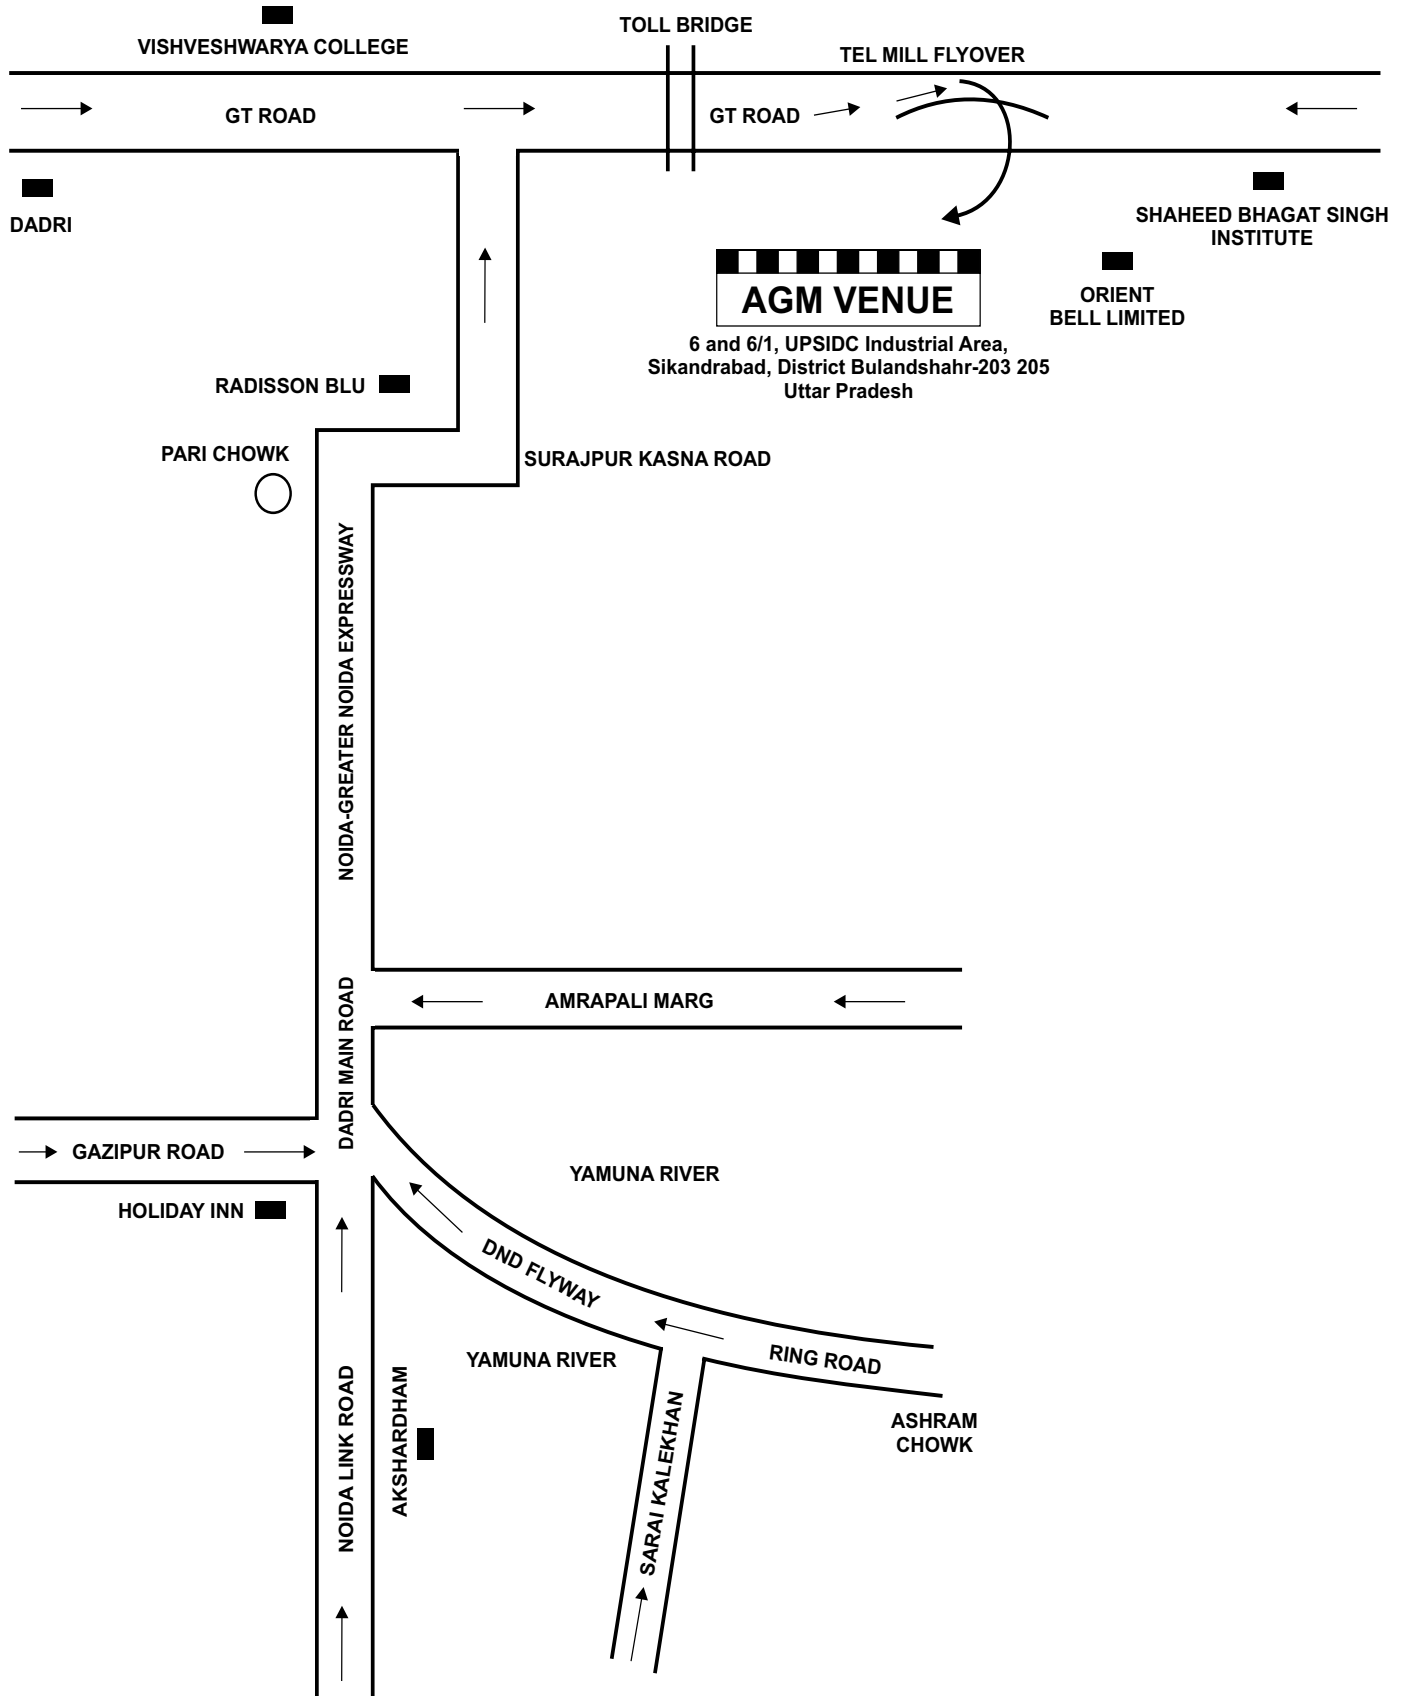 TOLL BRIDGE
VISHVESHWARYA COLLEGE
TEL MILL FLYOVER
GT ROAD
GT ROAD
DADRI
SHAHEED BHAGAT SINGH
INSTITUTE
AGM VENUE
ORIENT
BELL LIMITED
6 and 6/1, UPSIDC Industrial Area,
Sikandrabad, District Bulandshahr-203 205
Uttar Pradesh
RADISSON BLU
PARI CHOWK
SURAJPUR KASNA ROAD
NOIDA-GREATER NOIDA EXPRESSWAY
AMRAPALI MARG
DADRI MAIN ROAD
GAZIPUR ROAD
YAMUNA RIVER
HOLIDAY INN
DND FLYWAY
YAMUNA RIVER
RING ROAD
ASHRAM
CHOWK
NOIDA LINK ROAD
AKSHARDHAM
SARAI KALEKHAN